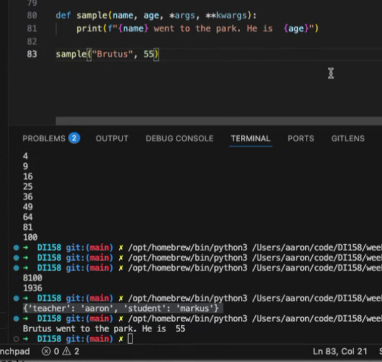 79
80 def sample(name, age, *args, **kwargs):
81 print(f"{name} went to the park. He is  {age}")
82
83 sample("Brutus", 55)
PROBLEMS 2 OUTPUT DEBUG CONSOLE TERMINAL PORTS GITLENS
4
9
16
25
36
49
64
81
100
➜ DI158 git:(main) ✗ /opt/homebrew/bin/python3 /Users/aaron/code/DI158/wee
➜ DI158 git:(main) ✗ /opt/homebrew/bin/python3 /Users/aaron/code/DI158/wee
➜ DI158 git:(main) ✗ /opt/homebrew/bin/python3 /Users/aaron/code/DI158/wee
8100
1936
➜ DI158 git:(main) ✗ /opt/homebrew/bin/python3 /Users/aaron/code/DI158/wee
{'teacher': 'aaron', 'student': 'markus'}
➜ DI158 git:(main) ✗ /opt/homebrew/bin/python3 /Users/aaron/code/DI158/wee
Brutus went to the park. He is  55
➜ DI158 git:(main) ✗
nchpad 0 2 Ln 83, Col 21 Spaces